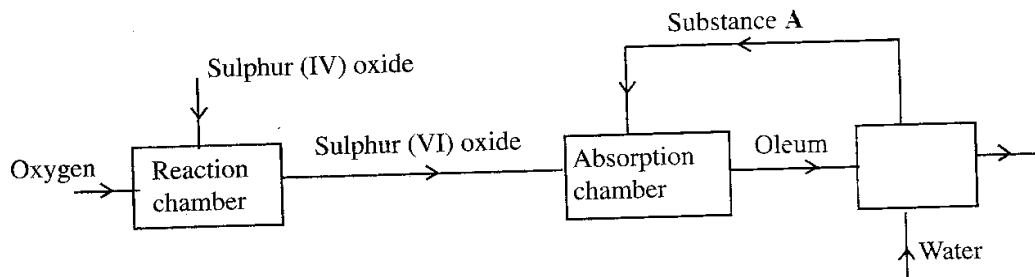 Substance A
Sulphur (IV) oxide
Sulphur (VI) oxide
Oxygen
Reaction
chamber
Absorption
chamber
Oleum
Water